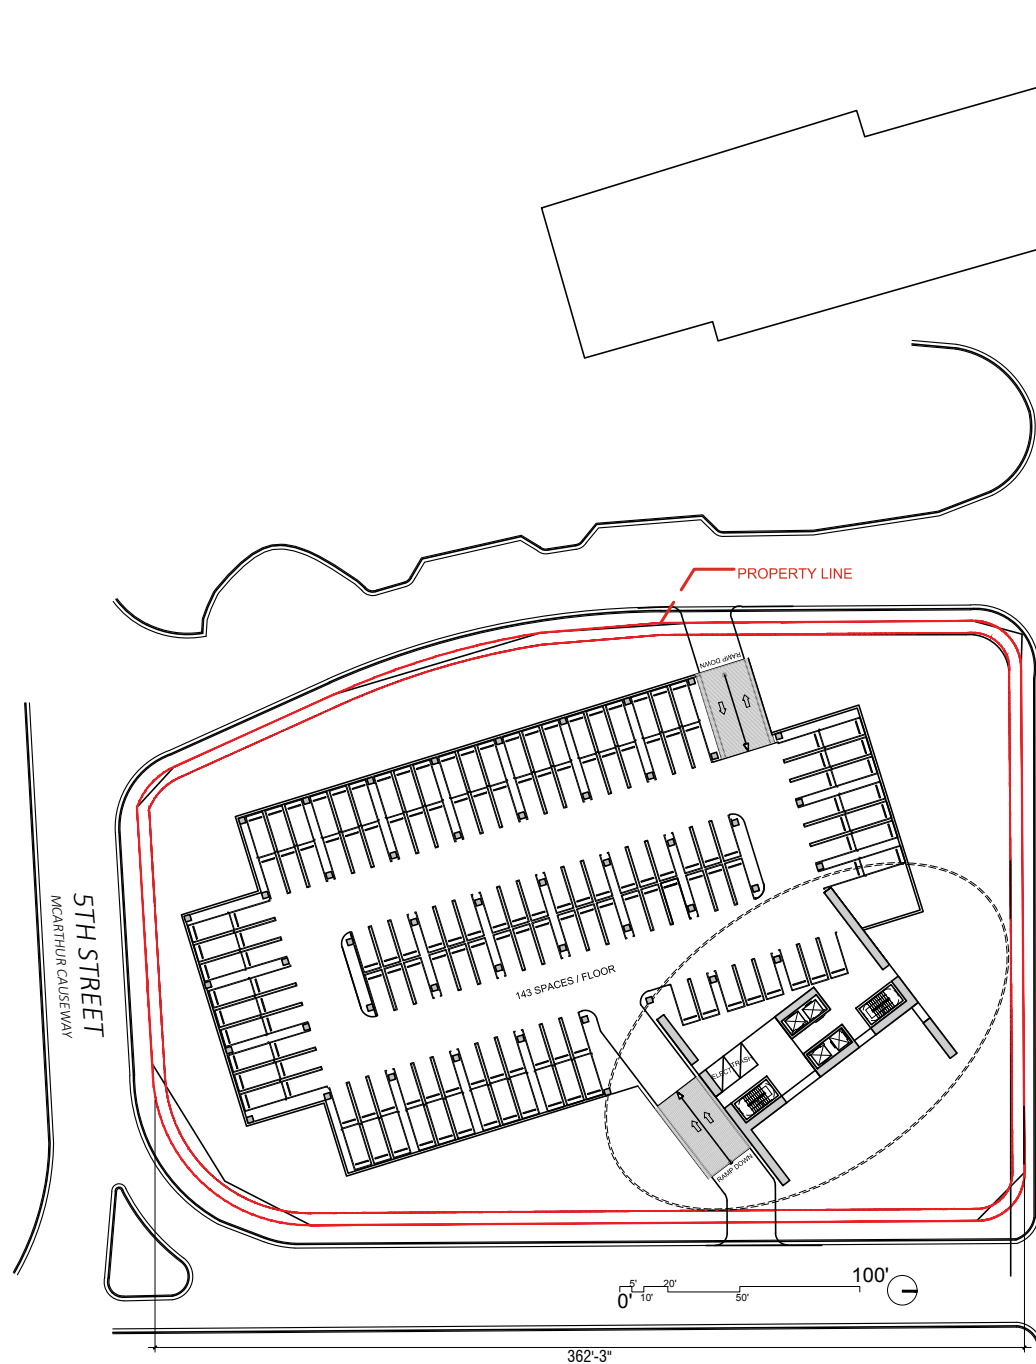 PROPERTY LINE
RAMP DOWN
5TH STREET
MCARTHUR CAUSEWAY
143 SPACES / FLOOR
ELECT
TRASH
RAMP DOWN
0'
5'
10'
20'
50'
100'
362'-3"